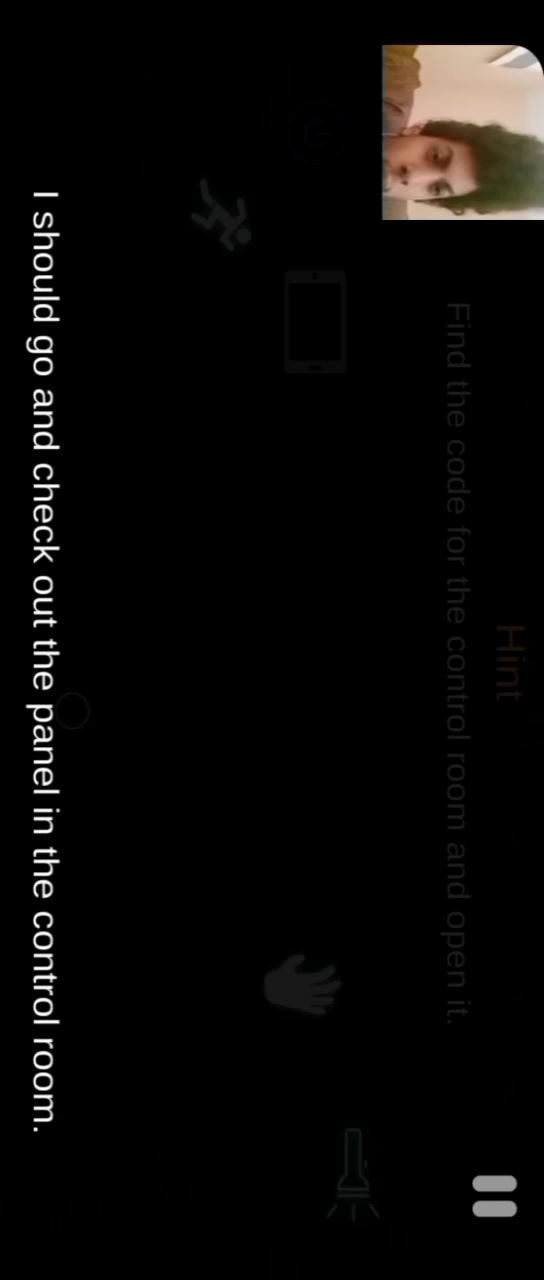 Hint
Find the code for the control room and open it.
I should go and check out the panel in the control room.